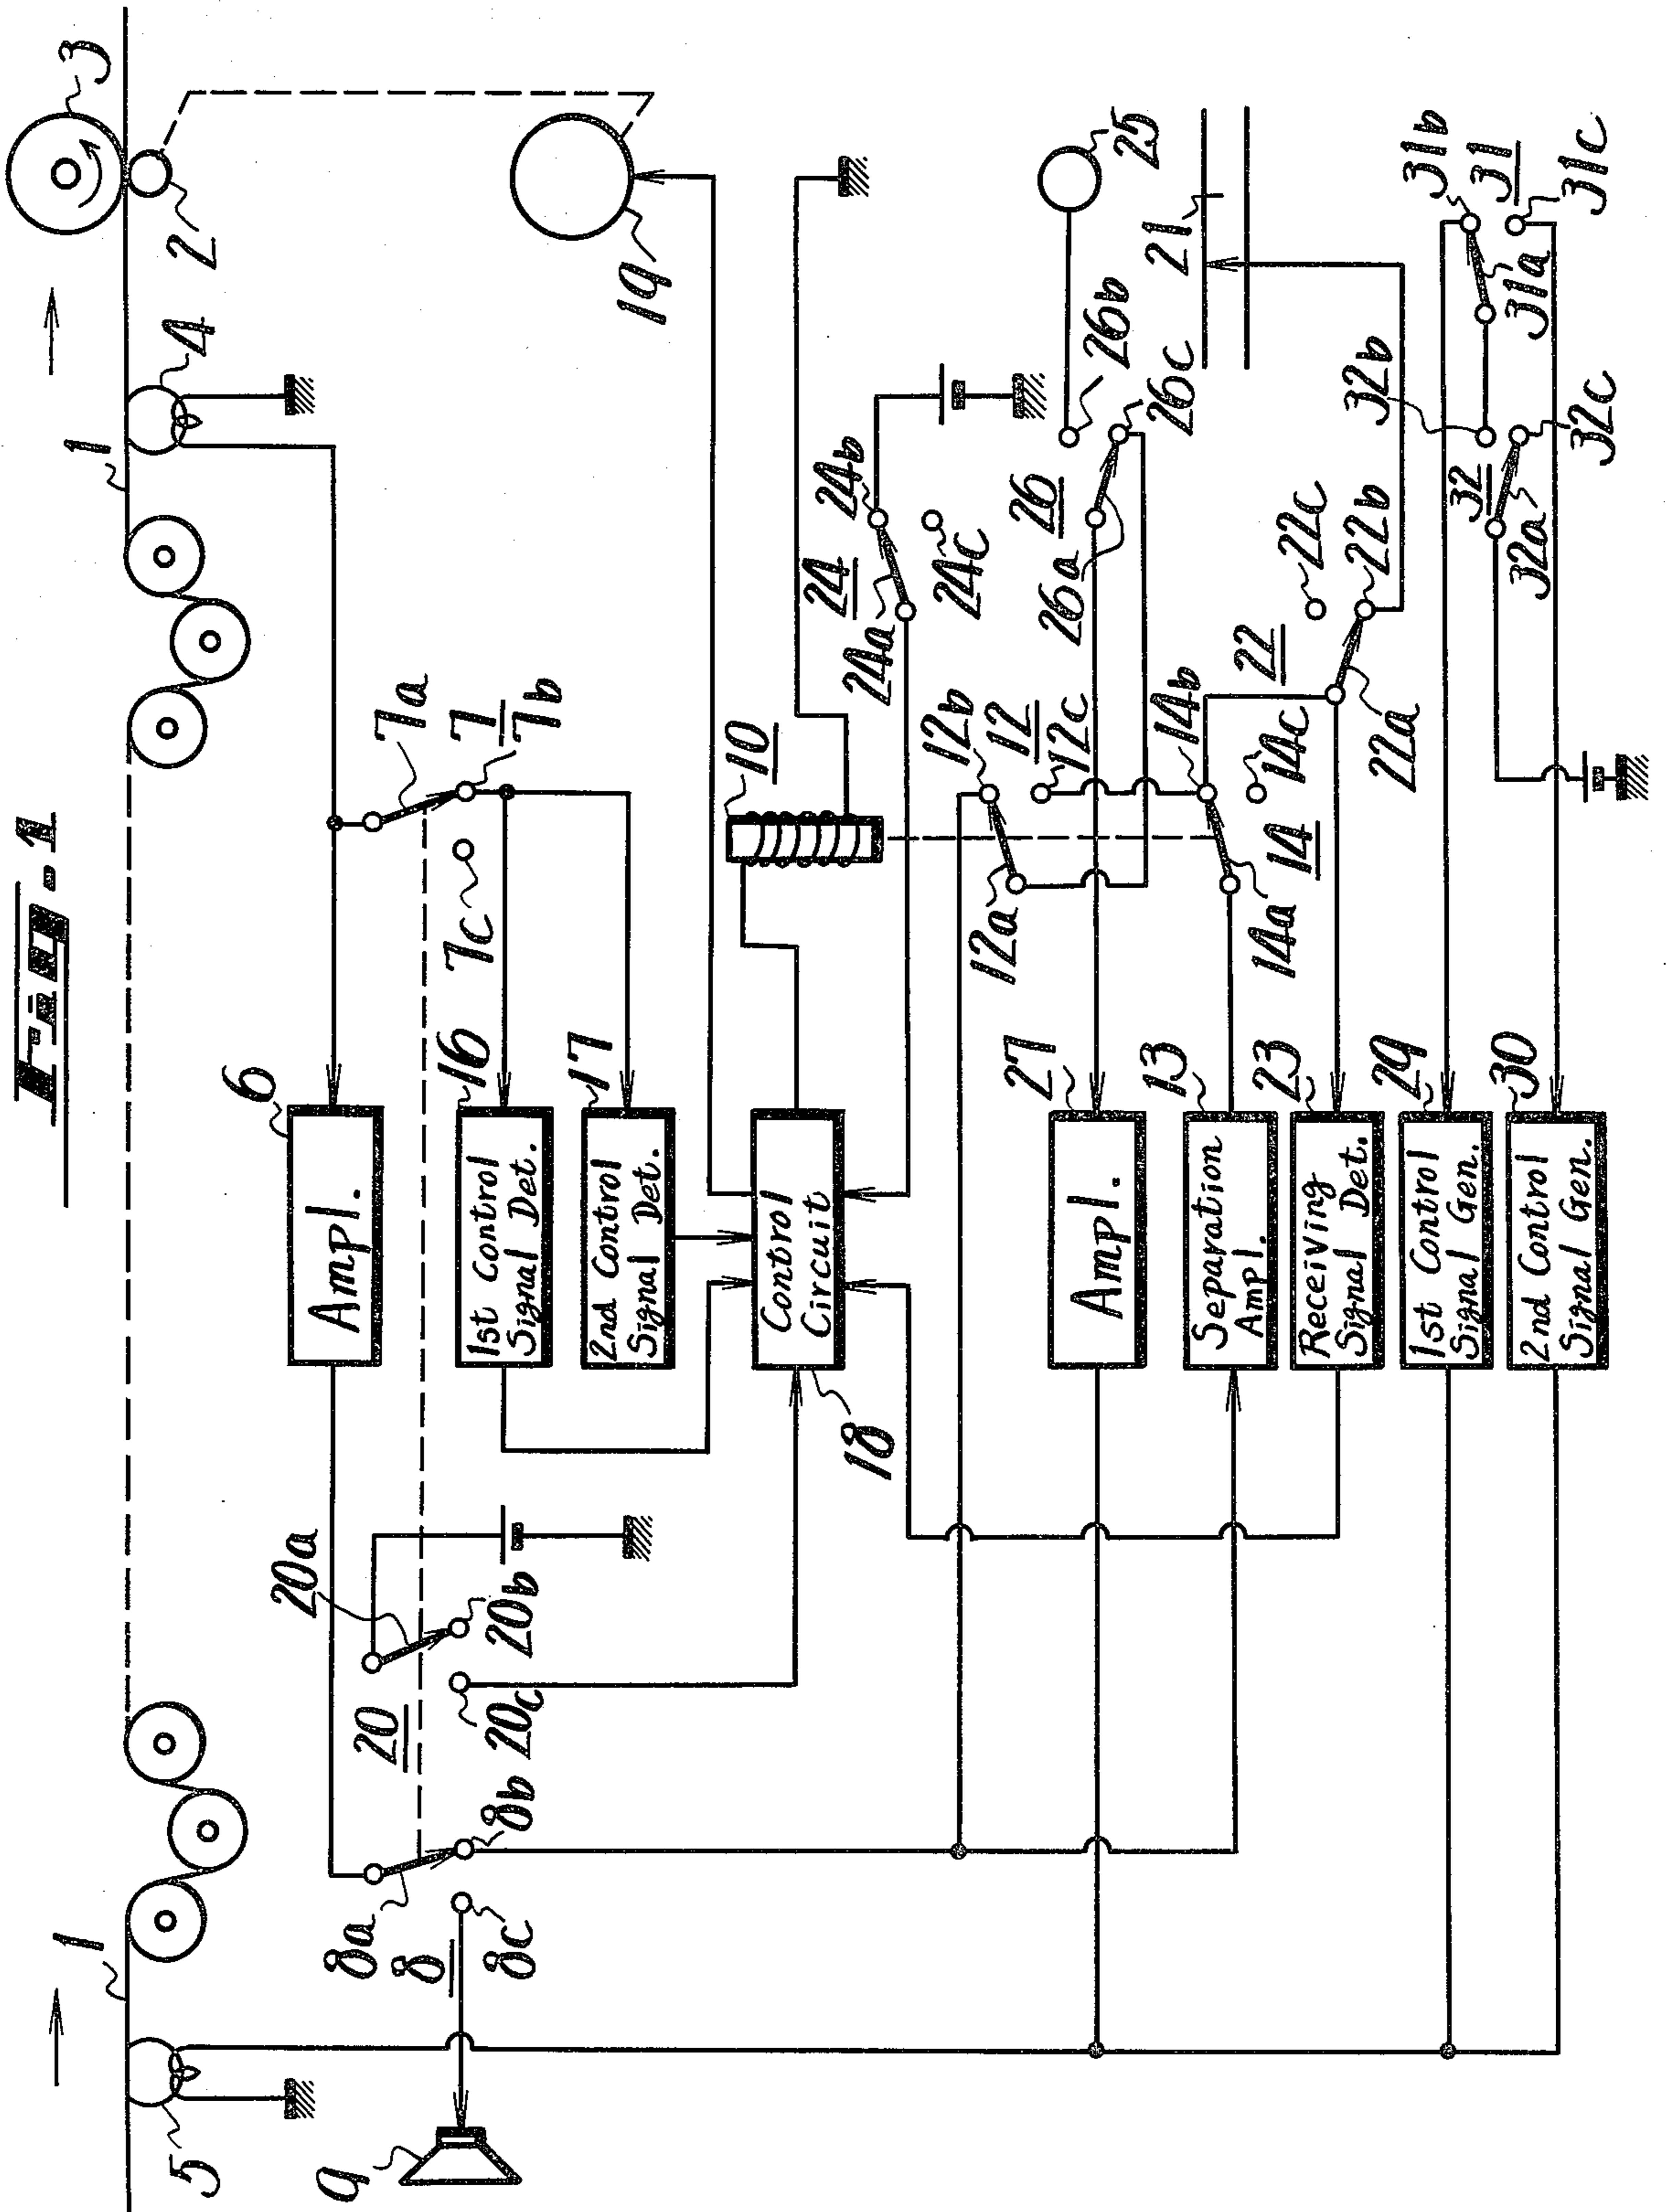 Fig-1
1
3
1
4
2
5
6
7a
7
7b
7c
19
9
8a
8
8b
8c
20
20a
20b
20c
Ampl.
16
1st Control
Signal Det.
17
2nd Control
Signal Det.
10
18
Control
Circuit
24
24a
24b
24c
25
12
12a
12b
12c
26
26a
26b
26c
21
27
Ampl.
13
Separation
Ampl.
14
14a
14b
14c
22
22a
22b
22c
23
Receiving
Signal Det.
29
1st Control
Signal Gen.
31
31a
31b
31c
32
32a
32b
32c
30
2nd Control
Signal Gen.